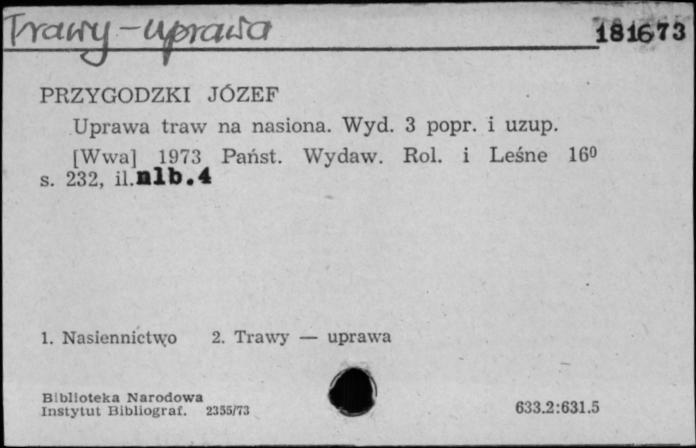 Trawy - uprawa
181673
PRZYGODZKI JÓZEF
Uprawa traw na nasiona. Wyd. 3 popr. i uzup.
[Wwa] 1973 Państ. Wydaw. Rol. i Leśne 16⁰
s. 232, il. nlb.4
1. Nasiennictwo 2. Trawy — uprawa
Biblioteka Narodowa
Instytut Bibliograf. 2355/73
633.2:631.5